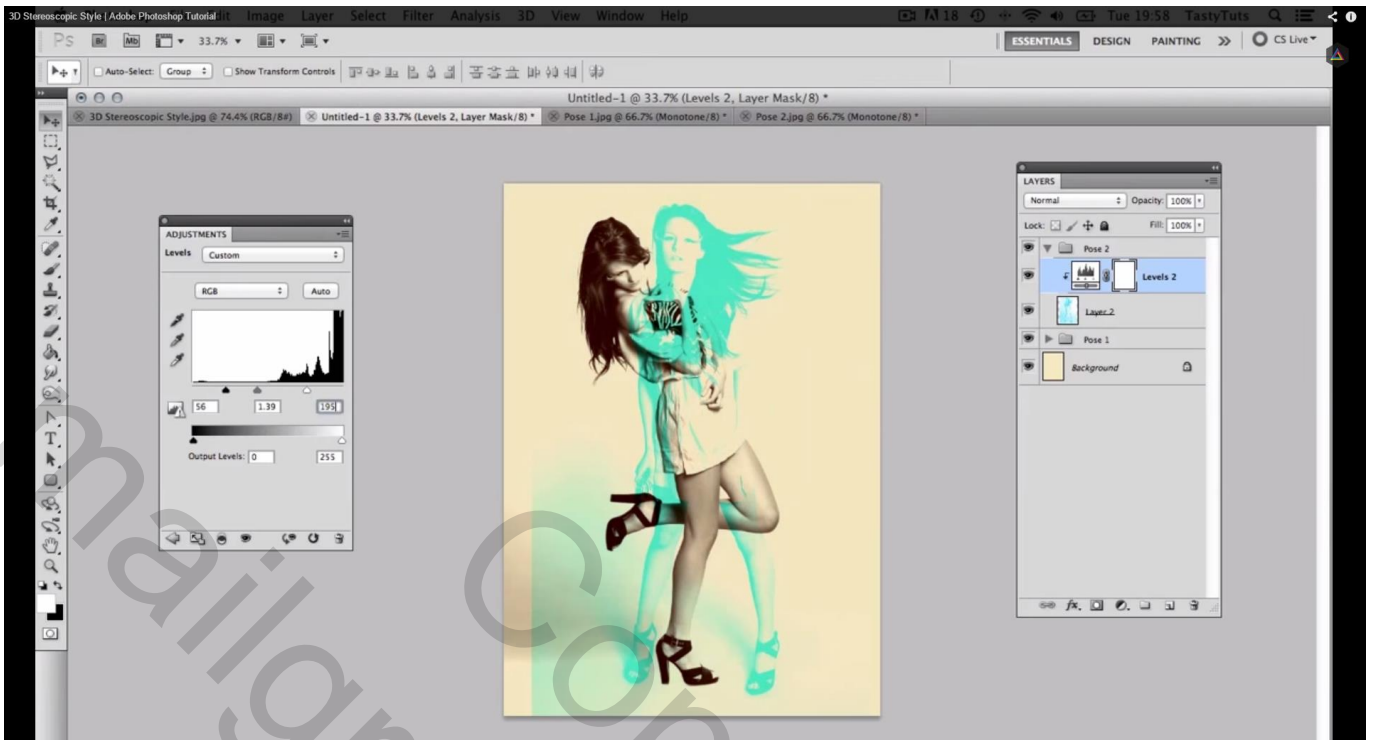 3D Stereoscopic Style | Adobe Photoshop Tutorial
Edit Image Layer Select Filter Analysis 3D View Window Help
18
Tue 19:58 TastyTuts
Ps Br Mb 33.7%
ESSENTIALS DESIGN PAINTING >> CS Live
Auto-Select: Group Show Transform Controls
Untitled-1 @ 33.7% (Levels 2, Layer Mask/8) *
3D Stereoscopic Style.jpg @ 74.4% (RGB/8#)
Untitled-1 @ 33.7% (Levels 2, Layer Mask/8) *
Pose 1.jpg @ 66.7% (Monotone/8) *
Pose 2.jpg @ 66.7% (Monotone/8) *
ADJUSTMENTS
Levels Custom
RGB Auto
56 1.39 195
Output Levels: 0 255
LAYERS
Normal Opacity: 100%
Lock: Fill: 100%
Pose 2
Levels 2
Layer 2
Pose 1
Background